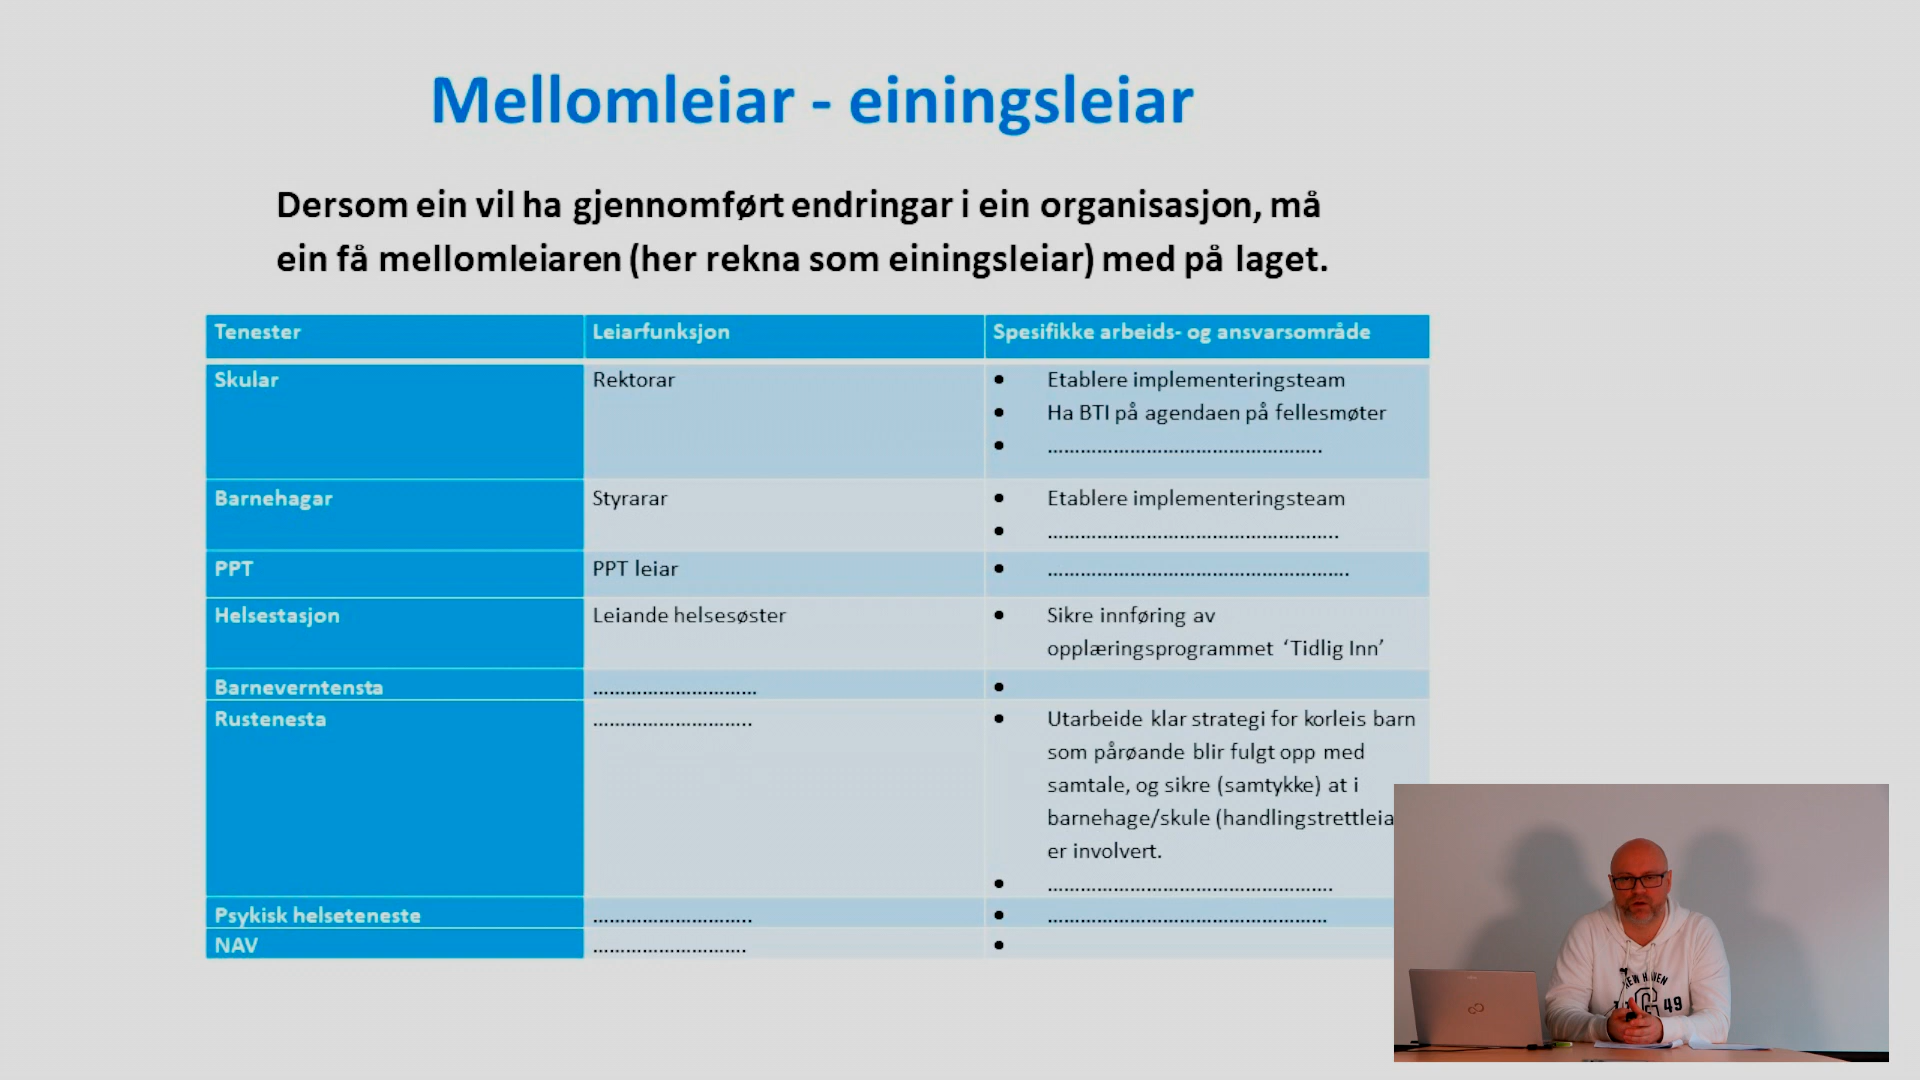 Mellomleiar - einingsleiar
Dersom ein vil ha gjennomført endringar i ein organisasjon, må
ein få mellomleiaren (her rekna som einingsleiar) med på laget.
Tenester Leiarfunksjon Spesifikke arbeids- og ansvarsområde
Skular Rektorar • Etablere implementeringsteam
• Ha BTI på agendaen på fellesmøter
• ……………………………………………..
Barnehagar Styrarar • Etablere implementeringsteam
• ………………………………………………..
PPT PPT leiar • ………………………………………………….
Helsestasjon Leiande helsesøster • Sikre innføring av
opplæringsprogrammet ‘Tidlig Inn’
Barneverntensta ………………………… •
Rustenesta ……………………….. • Utarbeide klar strategi for korleis barn
som pårøande blir fulgt opp med
samtale, og sikre (samtykke) at i
barnehage/skule (handlingstrettleia
er involvert.
• ……………………………………………….
Psykisk helseteneste ……………………….. • ………………………………………………
NAV ………………………. •
49